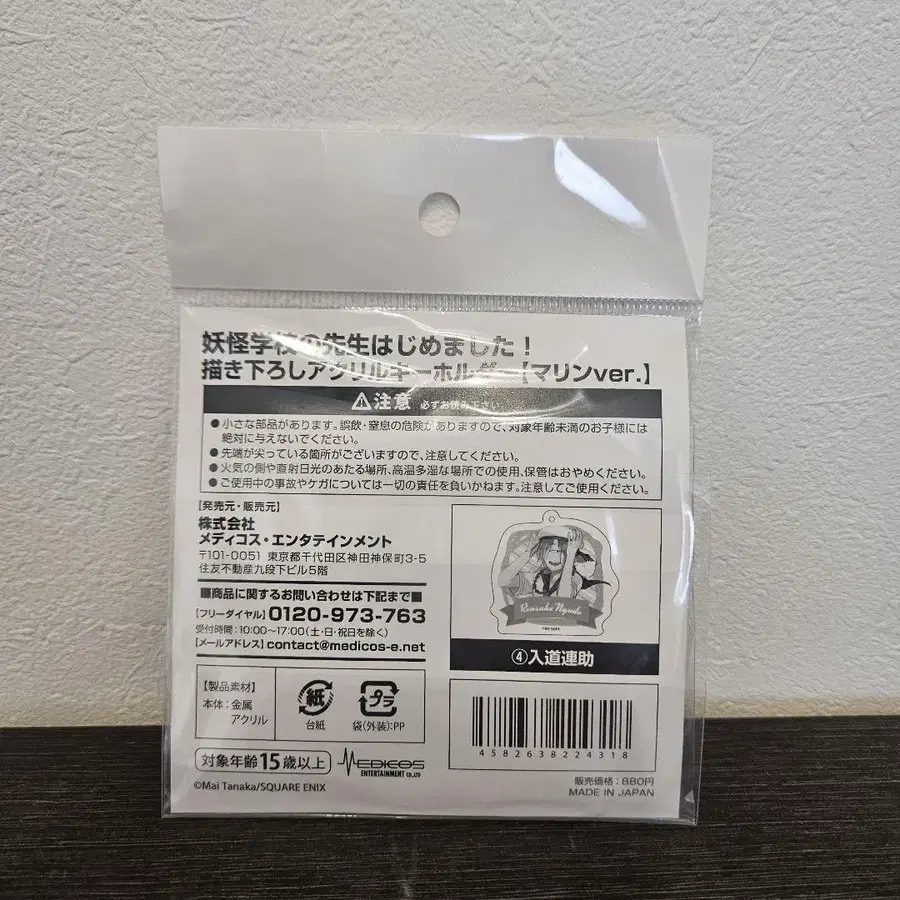 妖怪学校の先生はじめました！
描き下ろしアクリルキーホルダー【マリンver.】
⚠注意 必ずお読み下さい
●小さな部品があります。誤飲・窒息の危険がありますので、対象年齢未満のお子様には
絶対に与えないでください。
●先端が尖っている箇所がございますので、注意してください。
●火気の側や直射日光のあたる場所、高温多湿な場所での使用、保管はおやめください。
●ご使用中の事故やケガについては一切の責任を負いかねます。注意してご使用ください。
【発売元・販売元】
株式会社
メディコス・エンタテインメント
〒101-0051 東京都千代田区神田神保町3-5
住友不動産九段下ビル5階
■商品に関するお問い合わせは下記まで■
【フリーダイヤル】0120-973-763
受付時間：10:00～17:00（土・日・祝日を除く）
【メールアドレス】contact@medicos-e.net
【製品素材】
本体：金属
アクリル
紙
台紙
プラ
袋（外装）：PP
対象年齢15歳以上
MEDICOS
ENTERTAINMENT CO.,LTD
©Mai Tanaka/SQUARE ENIX
Rensuke Nyudo
④入道連助
4582638224318
販売価格：880円
MADE IN JAPAN